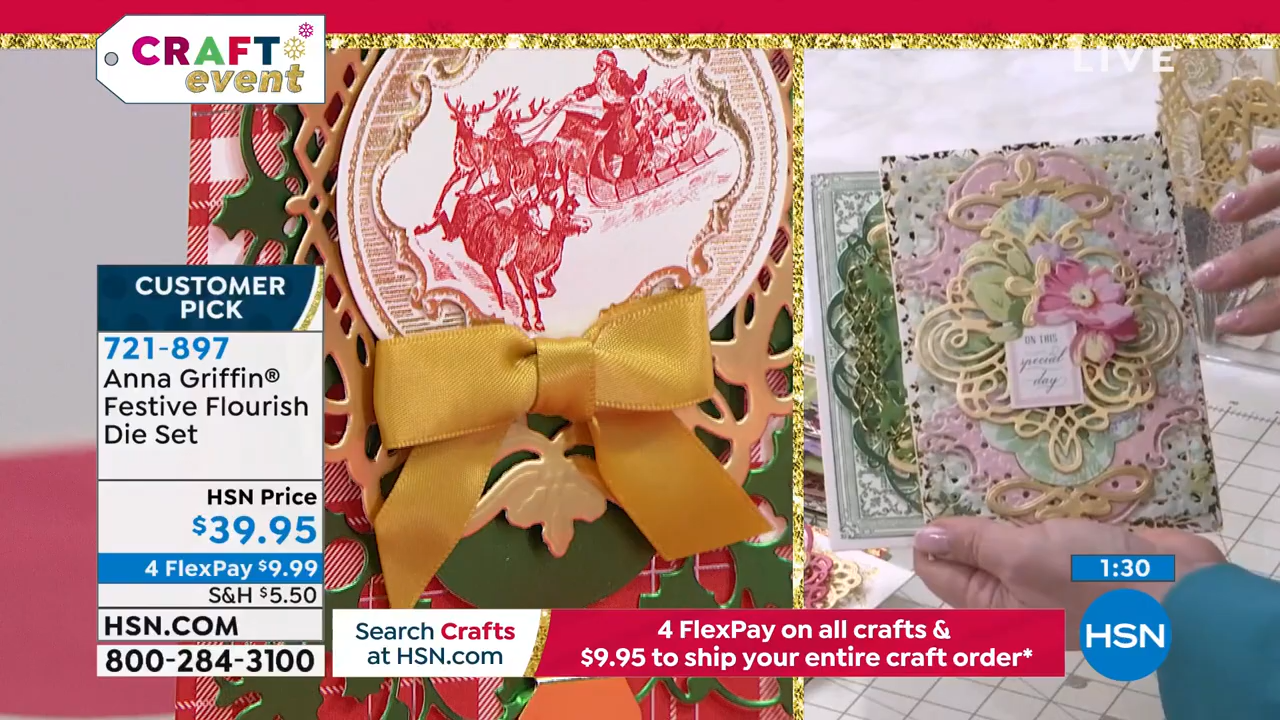 CRAFT
event
LIVE
CUSTOMER
PICK
721-897
Anna Griffin®
Festive Flourish
Die Set
HSN Price
$39.95
4 FlexPay $9.99
S&H $5.50
HSN.COM
800-284-3100
ON THIS
special
day
1:30
Search Crafts
at HSN.com
4 FlexPay on all crafts &
$9.95 to ship your entire craft order*
HSN